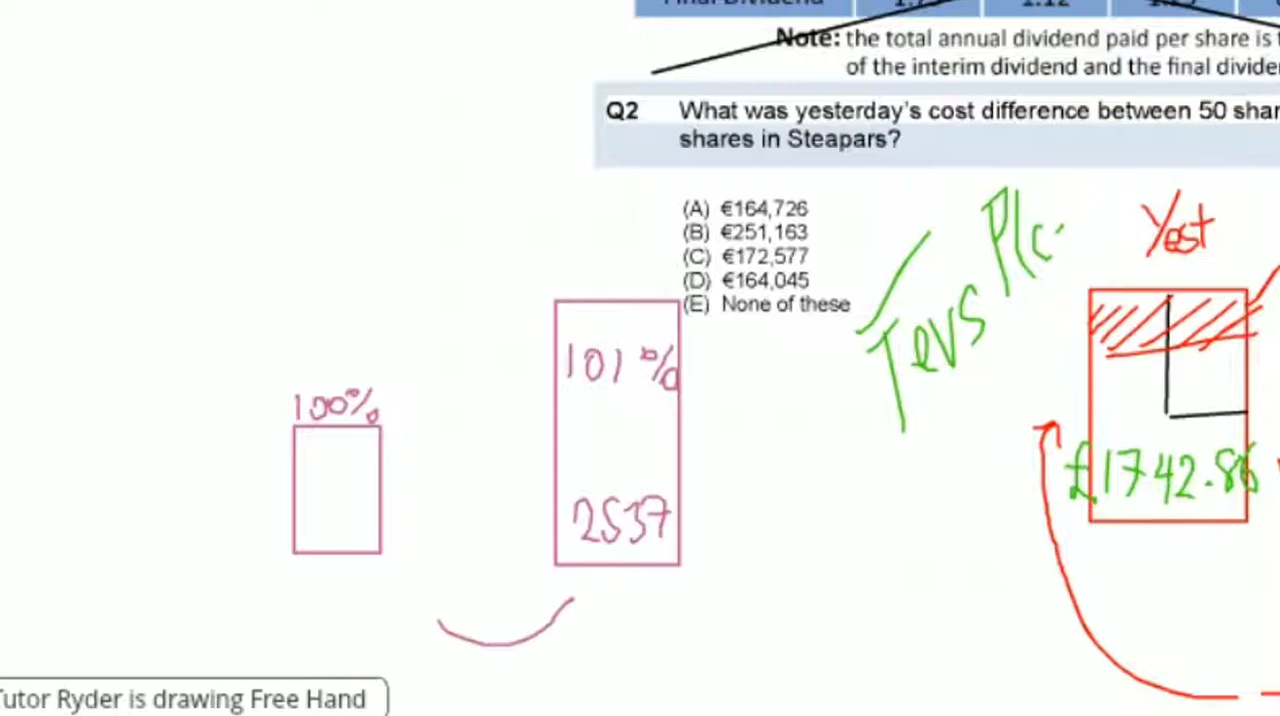 Final Dividend
Note: the total annual dividend paid per share is
of the interim dividend and the final
Q2 What was yesterday's cost difference between 50
shares in Steapars?
(A) €164,726
(B) €251,163
(C) €172,577
(D) €164,045
(E) None of these
Tevs Plc.
Yest
101%
100%
£1742.86
2537
Tutor Ryder is drawing Free Hand